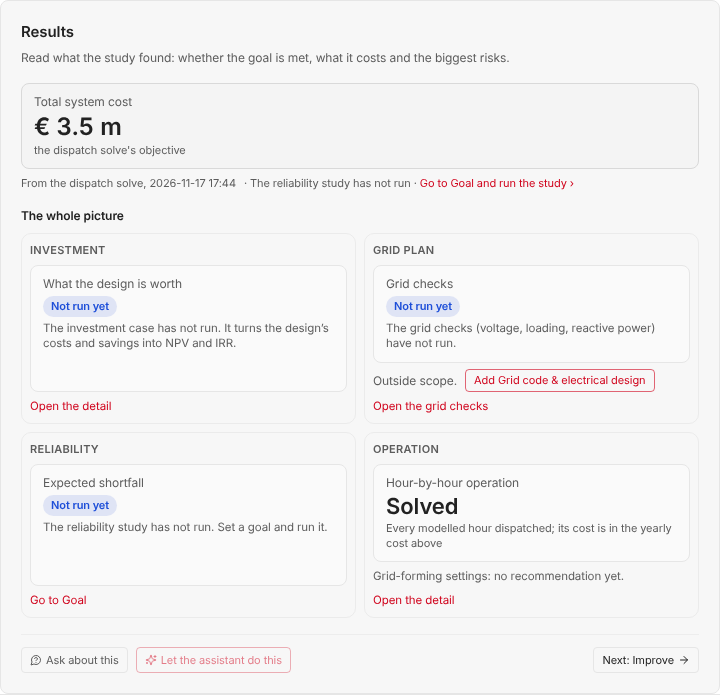 Results
Read what the study found: whether the goal is met, what it costs and the biggest risks.
Total system cost
€ 3.5 m
the dispatch solve's objective
From the dispatch solve, 2026-11-17 17:44 · The reliability study has not run · Go to Goal and run the study ›
The whole picture
INVESTMENT
What the design is worth
Not run yet
The investment case has not run. It turns the design's
costs and savings into NPV and IRR.
Open the detail
GRID PLAN
Grid checks
Not run yet
The grid checks (voltage, loading, reactive power)
have not run.
Outside scope. Add Grid code & electrical design
Open the grid checks
RELIABILITY
Expected shortfall
Not run yet
The reliability study has not run. Set a goal and run it.
Go to Goal
OPERATION
Hour-by-hour operation
Solved
Every modelled hour dispatched; its cost is in the yearly
cost above
Grid-forming settings: no recommendation yet.
Open the detail
Ask about this
Let the assistant do this
Next: Improve →